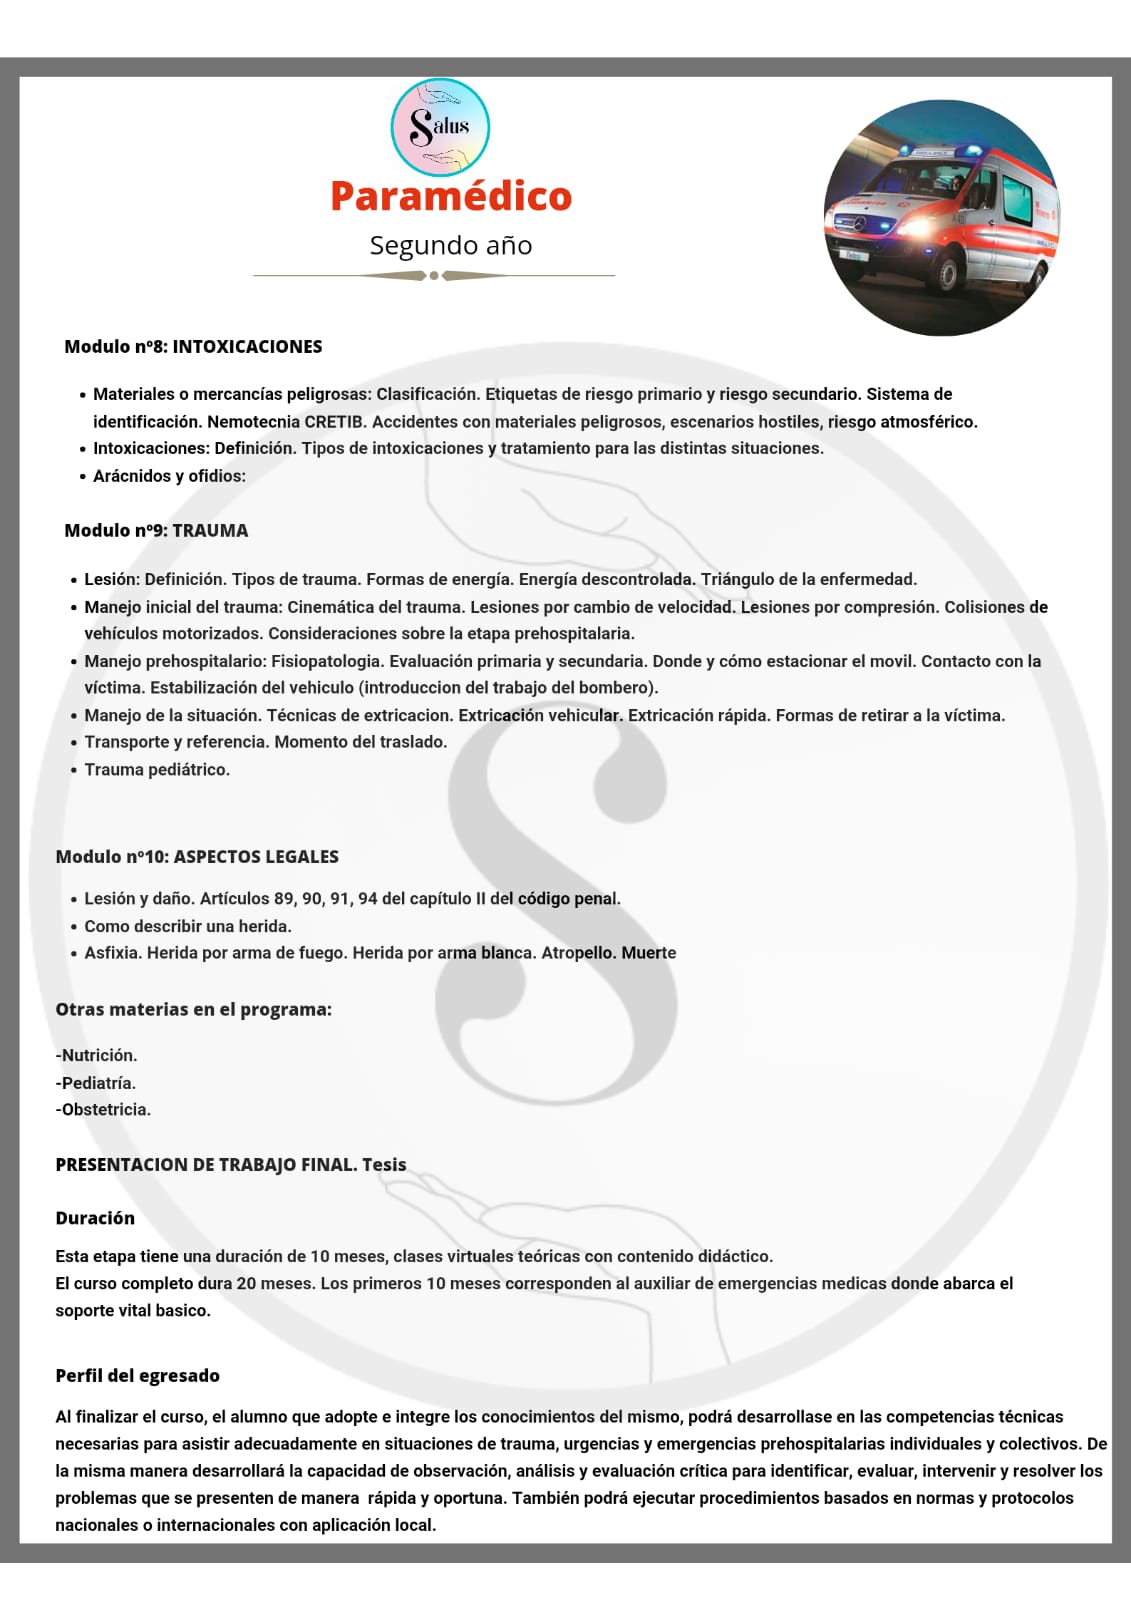 Salus
Paramédico
Segundo año
AMBULANCE
Modulo nº8: INTOXICACIONES
• Materiales o mercancías peligrosas: Clasificación. Etiquetas de riesgo primario y riesgo secundario. Sistema de
identificación. Nemotecnia CRETIB. Accidentes con materiales peligrosos, escenarios hostiles, riesgo atmosférico.
• Intoxicaciones: Definición. Tipos de intoxicaciones y tratamiento para las distintas situaciones.
• Arácnidos y ofidios:
Modulo nº9: TRAUMA
• Lesión: Definición. Tipos de trauma. Formas de energía. Energía descontrolada. Triángulo de la enfermedad.
• Manejo inicial del trauma: Cinemática del trauma. Lesiones por cambio de velocidad. Lesiones por compresión. Colisiones de
vehículos motorizados. Consideraciones sobre la etapa prehospitalaria.
• Manejo prehospitalario: Fisiopatologia. Evaluación primaria y secundaria. Donde y cómo estacionar el movil. Contacto con la
víctima. Estabilización del vehiculo (introduccion del trabajo del bombero).
• Manejo de la situación. Técnicas de extricacion. Extricación vehicular. Extricación rápida. Formas de retirar a la víctima.
• Transporte y referencia. Momento del traslado.
• Trauma pediátrico.
Modulo nº10: ASPECTOS LEGALES
• Lesión y daño. Artículos 89, 90, 91, 94 del capítulo II del código penal.
• Como describir una herida.
• Asfixia. Herida por arma de fuego. Herida por arma blanca. Atropello. Muerte
Otras materias en el programa:
-Nutrición.
-Pediatría.
-Obstetricia.
PRESENTACION DE TRABAJO FINAL. Tesis
Duración
Esta etapa tiene una duración de 10 meses, clases virtuales teóricas con contenido didáctico.
El curso completo dura 20 meses. Los primeros 10 meses corresponden al auxiliar de emergencias medicas donde abarca el
soporte vital basico.
Perfil del egresado
Al finalizar el curso, el alumno que adopte e integre los conocimientos del mismo, podrá desarrollase en las competencias técnicas
necesarias para asistir adecuadamente en situaciones de trauma, urgencias y emergencias prehospitalarias individuales y colectivos. De
la misma manera desarrollará la capacidad de observación, análisis y evaluación crítica para identificar, evaluar, intervenir y resolver los
problemas que se presenten de manera  rápida y oportuna. También podrá ejecutar procedimientos basados en normas y protocolos
nacionales o internacionales con aplicación local.